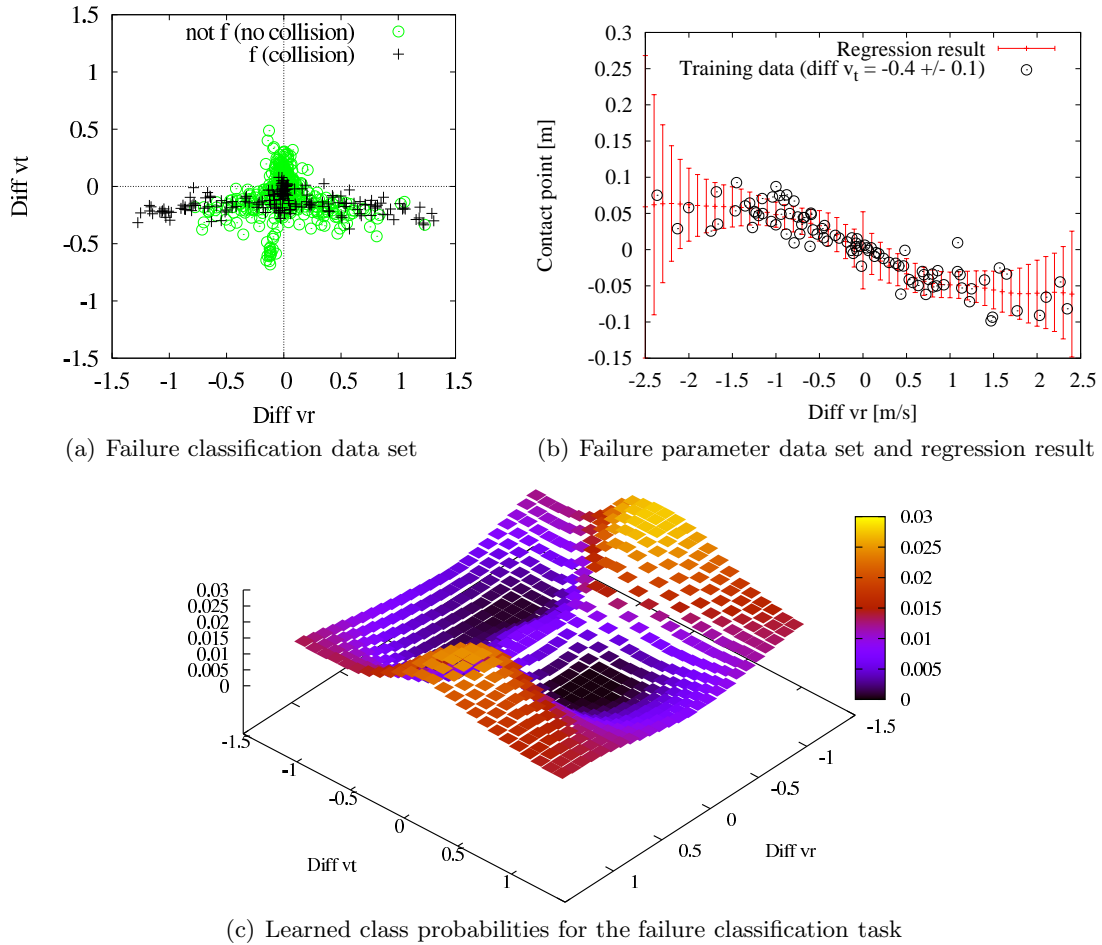 not f (no collision)
f (collision)
1.5
1
0.5
0
-0.5
-1
-1.5
-1.5 -1 -0.5 0 0.5 1 1.5
Diff vt
Diff vr
(a) Failure classification data set
Regression result
Training data (diff v_t = -0.4 +/- 0.1)
0.3
0.25
0.2
0.15
0.1
0.05
0
-0.05
-0.1
-0.15
-2.5 -2 -1.5 -1 -0.5 0 0.5 1 1.5 2 2.5
Contact point [m]
Diff vr [m/s]
(b) Failure parameter data set and regression result
0.03
0.025
0.02
0.015
0.01
0.005
0
-1.5
-1
-0.5
0
0.5
1
Diff vt
-1.5
-1
-0.5
0
0.5
1
Diff vr
0.03
0.025
0.02
0.015
0.01
0.005
0
(c) Learned class probabilities for the failure classification task